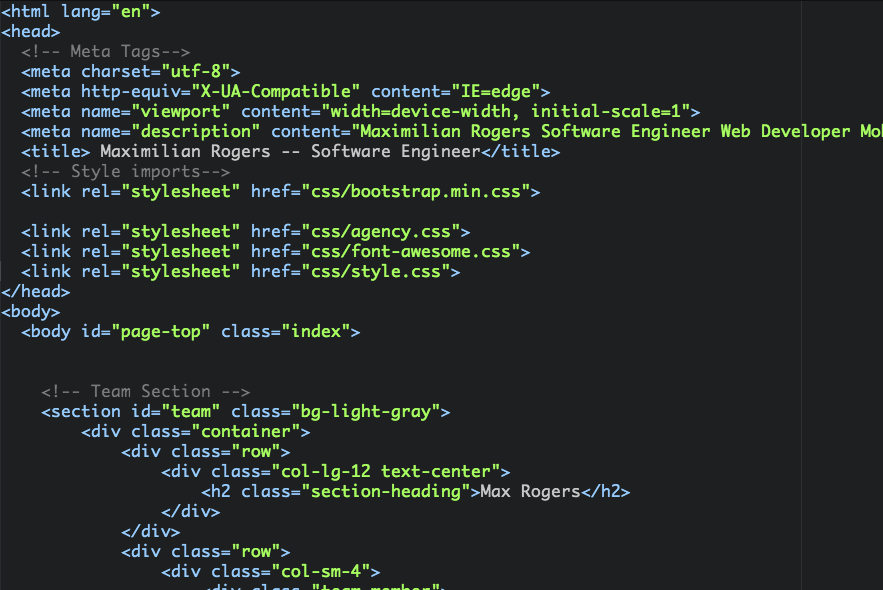 <html lang="en">
<head>
<!-- Meta Tags-->
<meta charset="utf-8">
<meta http-equiv="X-UA-Compatible" content="IE=edge">
<meta name="viewport" content="width=device-width, initial-scale=1">
<meta name="description" content="Maximilian Rogers Software Engineer Web Developer Mob
<title> Maximilian Rogers -- Software Engineer</title>
<!-- Style imports-->
<link rel="stylesheet" href="css/bootstrap.min.css">
<link rel="stylesheet" href="css/agency.css">
<link rel="stylesheet" href="css/font-awesome.css">
<link rel="stylesheet" href="css/style.css">
</head>
<body>
<body id="page-top" class="index">
<!-- Team Section -->
<section id="team" class="bg-light-gray">
<div class="container">
<div class="row">
<div class="col-lg-12 text-center">
<h2 class="section-heading">Max Rogers</h2>
</div>
</div>
<div class="row">
<div class="col-sm-4">
<div class="team-member">